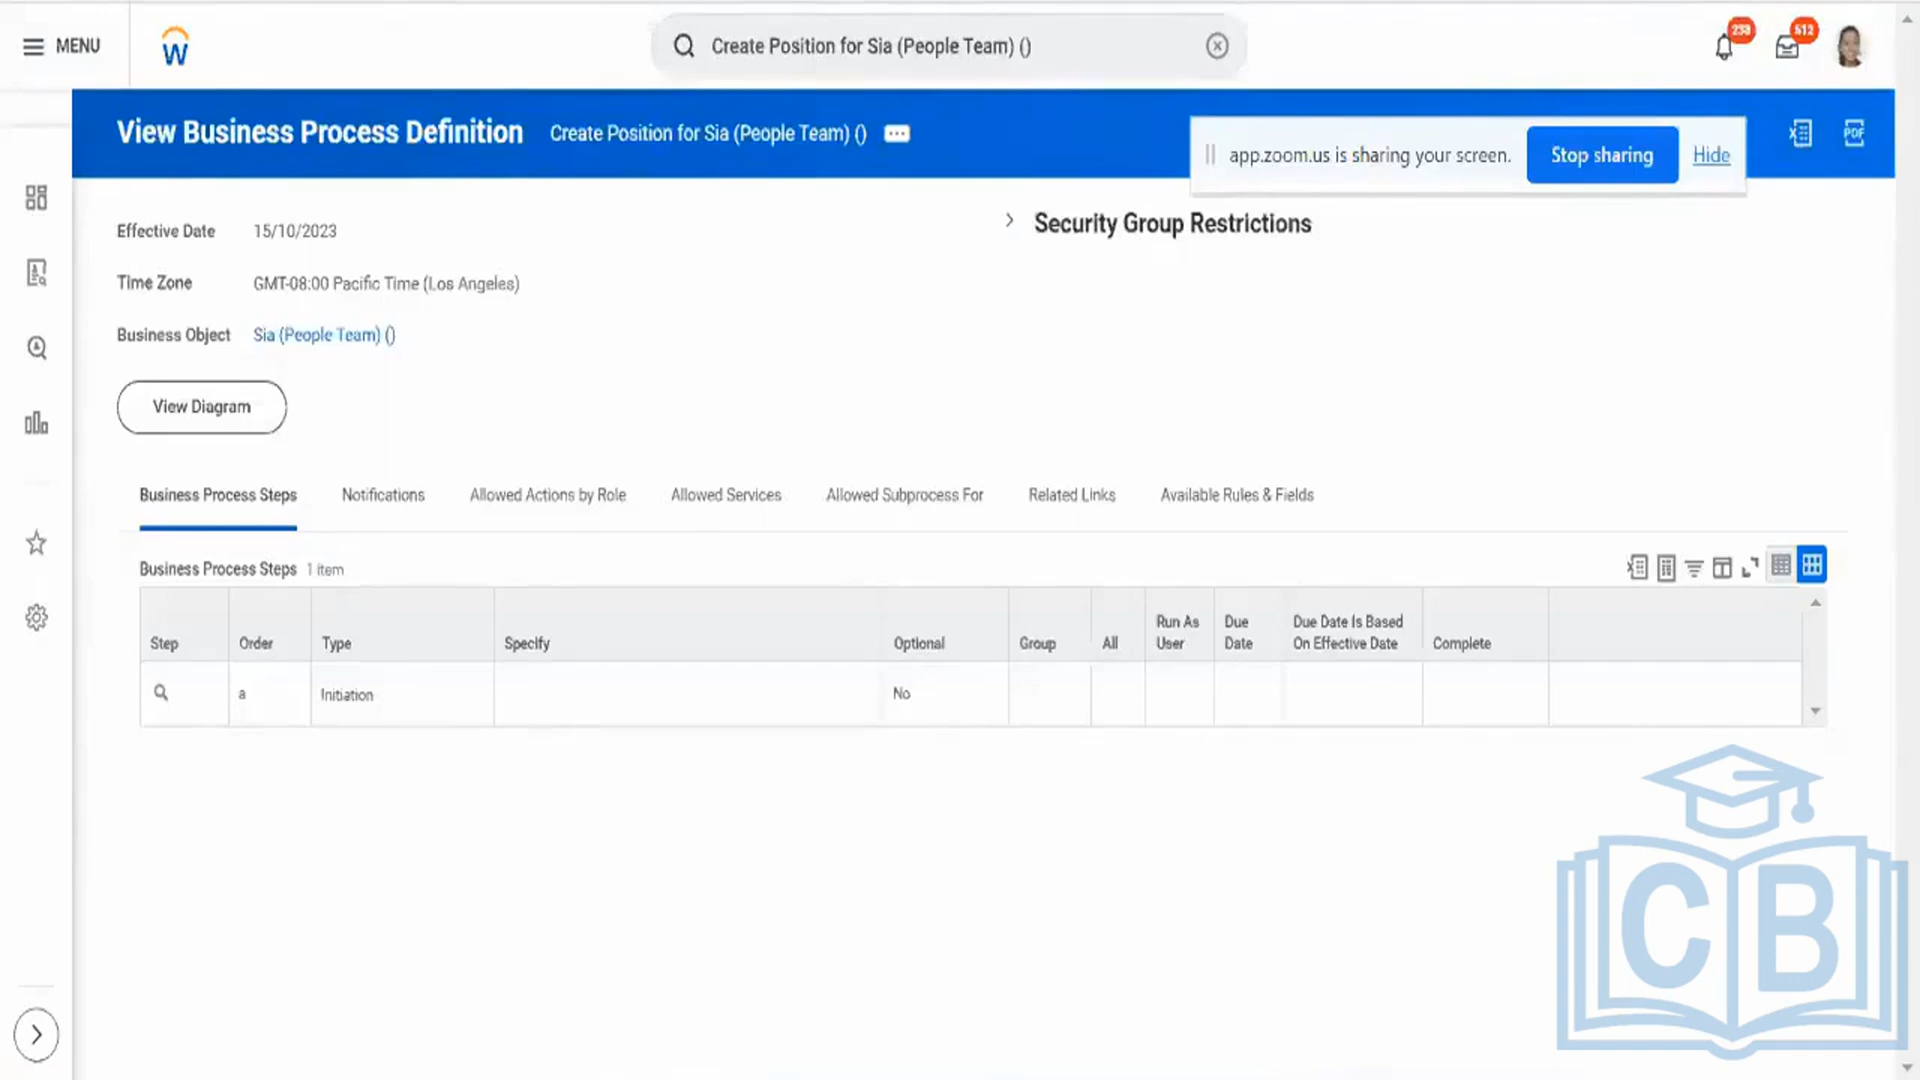 MENU
W
Create Position for Sia (People Team) ()
238
512
View Business Process Definition
Create Position for Sia (People Team) ()
app.zoom.us is sharing your screen.
Stop sharing
Hide
PDF
Effective Date 15/10/2023
Security Group Restrictions
Time Zone GMT-08:00 Pacific Time (Los Angeles)
Business Object Sia (People Team) ()
View Diagram
Business Process Steps Notifications Allowed Actions by Role Allowed Services Allowed Subprocess For Related Links Available Rules & Fields
Business Process Steps 1 item
Step Order Type Specify Optional Group All Run As User Due Date Due Date Is Based On Effective Date Complete
a Initiation No
CB